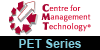 Centre for
Management
Technology®
PET Series